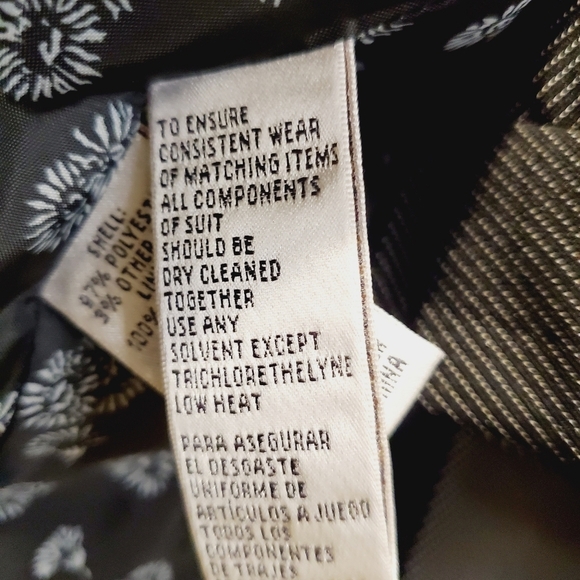 TO ENSURE
CONSISTENT WEAR
OF MATCHING ITEMS
ALL COMPONENTS
OF SUIT
SHOULD BE
DRY CLEANED
TOGETHER
USE ANY
SOLVENT EXCEPT
TRICHLORETHELYNE
LOW HEAT
PARA ASEGURAR
EL DESGASTE
UNIFORME DE
ARTICULOS A JUEGO
TODOS LOS
COMPONENTES
DE TRAJES
SHELL:
97% POLYEST
3% OTHER
100%